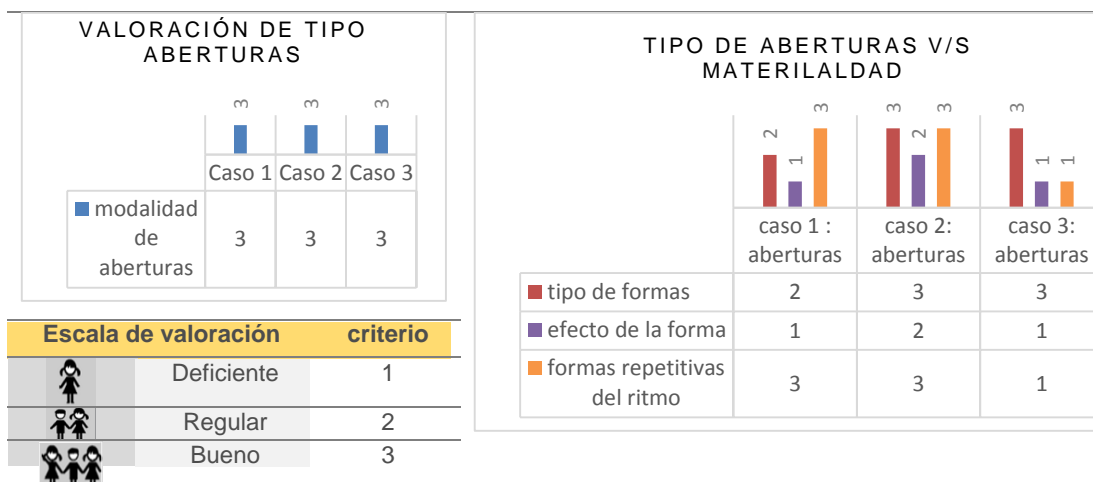 VALORACIÓN DE TIPO
ABERTURAS
3 3 3
Caso 1 Caso 2 Caso 3
modalidad
de
aberturas
3 3 3
Escala de valoración criterio
Deficiente 1
Regular 2
Bueno 3
TIPO DE ABERTURAS V/S
MATERILALDAD
2 1 3 3 2 3 3 1 1
caso 1 :
aberturas
caso 2:
aberturas
caso 3:
aberturas
tipo de formas 2 3 3
efecto de la forma 1 2 1
formas repetitivas
del ritmo
3 3 1